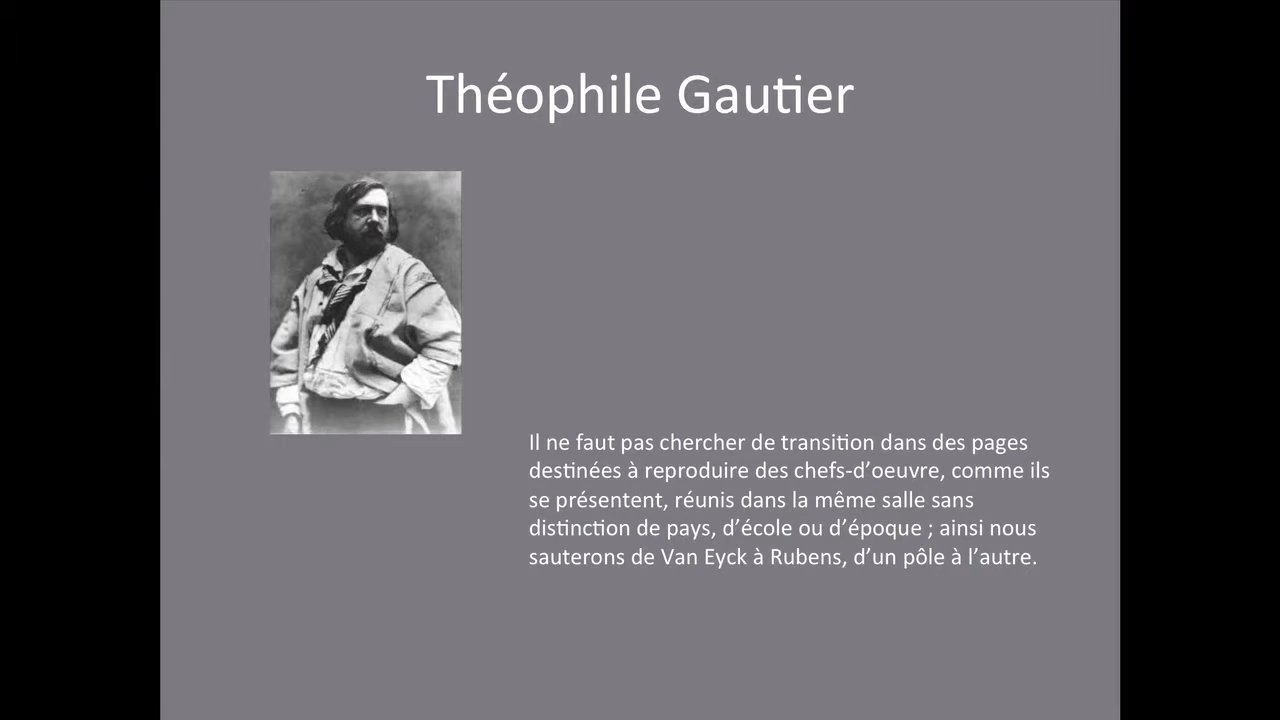 Théophile Gautier
Il ne faut pas chercher de transition dans des pages
destinées à reproduire des chefs-d’oeuvre, comme ils
se présentent, réunis dans la même salle sans
distinction de pays, d’école ou d’époque ; ainsi nous
sauterons de Van Eyck à Rubens, d’un pôle à l’autre.